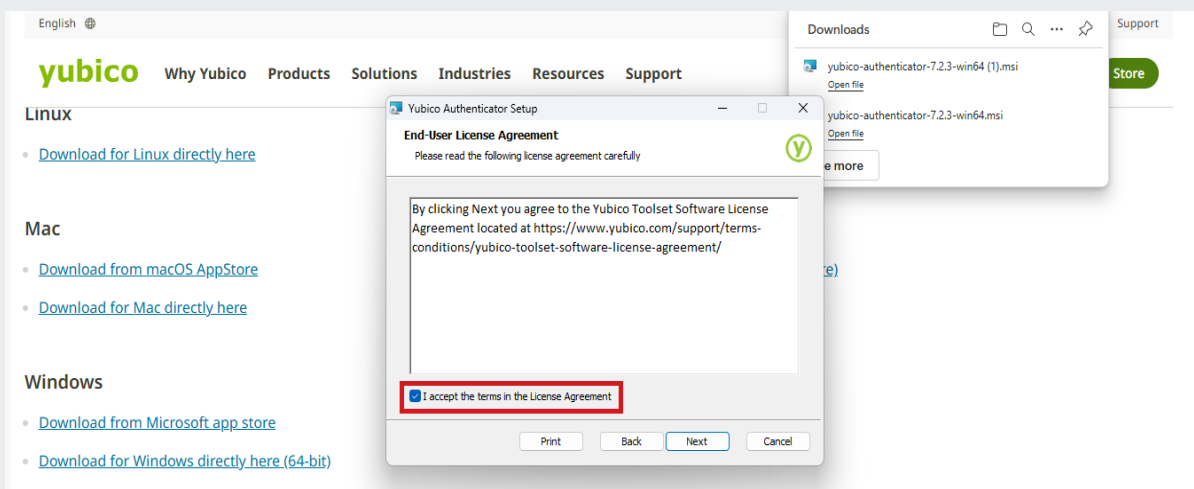 English
Support
yubico
Why Yubico
Products
Solutions
Industries
Resources
Support
Store
Downloads
yubico-authenticator-7.2.3-win64 (1).msi
Open file
yubico-authenticator-7.2.3-win64.msi
Open file
more
Linux
Download for Linux directly here
Mac
Download from macOS AppStore
Download for Mac directly here
Windows
Download from Microsoft app store
Download for Windows directly here (64-bit)
Yubico Authenticator Setup
End-User License Agreement
Please read the following license agreement carefully
y
By clicking Next you agree to the Yubico Toolset Software License
Agreement located at https://www.yubico.com/support/terms-
conditions/yubico-toolset-software-license-agreement/
I accept the terms in the License Agreement
Print
Back
Next
Cancel